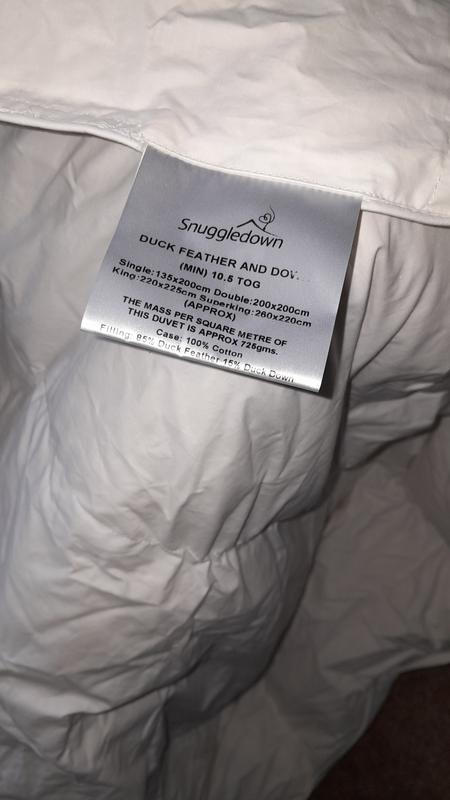 Snuggledown
DUCK FEATHER AND
(MIN) 10.5 TOG
Single:135x200cm Double:200x200cm
King:220x225cm Superking:260x220cm
(APPROX)
THE MASS PER SQUARE METRE OF
THIS DUVET IS APPROX 725gms.
Case: 100% Cotton
Filling: 85% Duck Feather 15% Duck Down